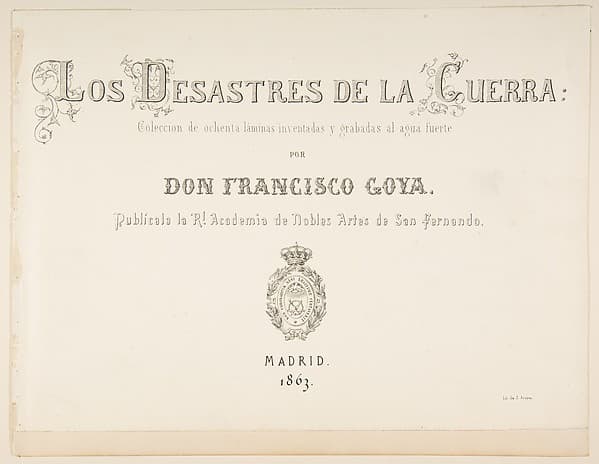 Los Desastres de la Guerra:
Coleccion de ochenta láminas inventadas y grabadas al agua fuerte
POR
DON FRANCISCO GOYA.
Publícala la Rl. Academia de Nobles Artes de San Fernando.
MADRID.
1863.